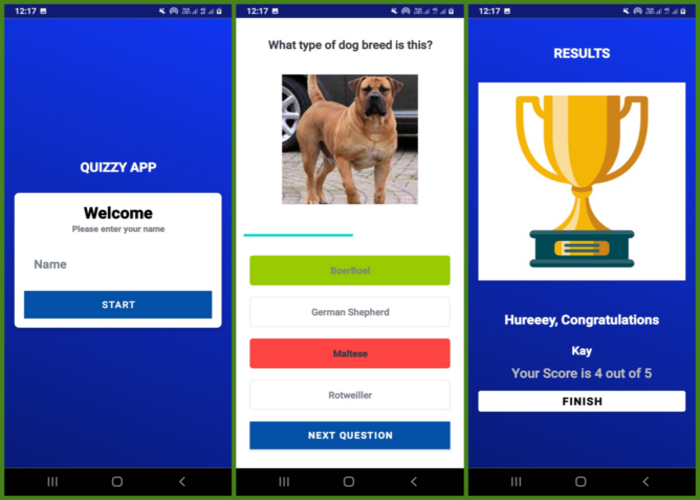 12:17
QUIZZY APP
Welcome
Please enter your name
Name
START
12:17
What type of dog breed is this?
BoerBoel
German Shepherd
Maltese
Rotweiller
NEXT QUESTION
12:17
RESULTS
Hureeey, Congratulations
Kay
Your Score is 4 out of 5
FINISH